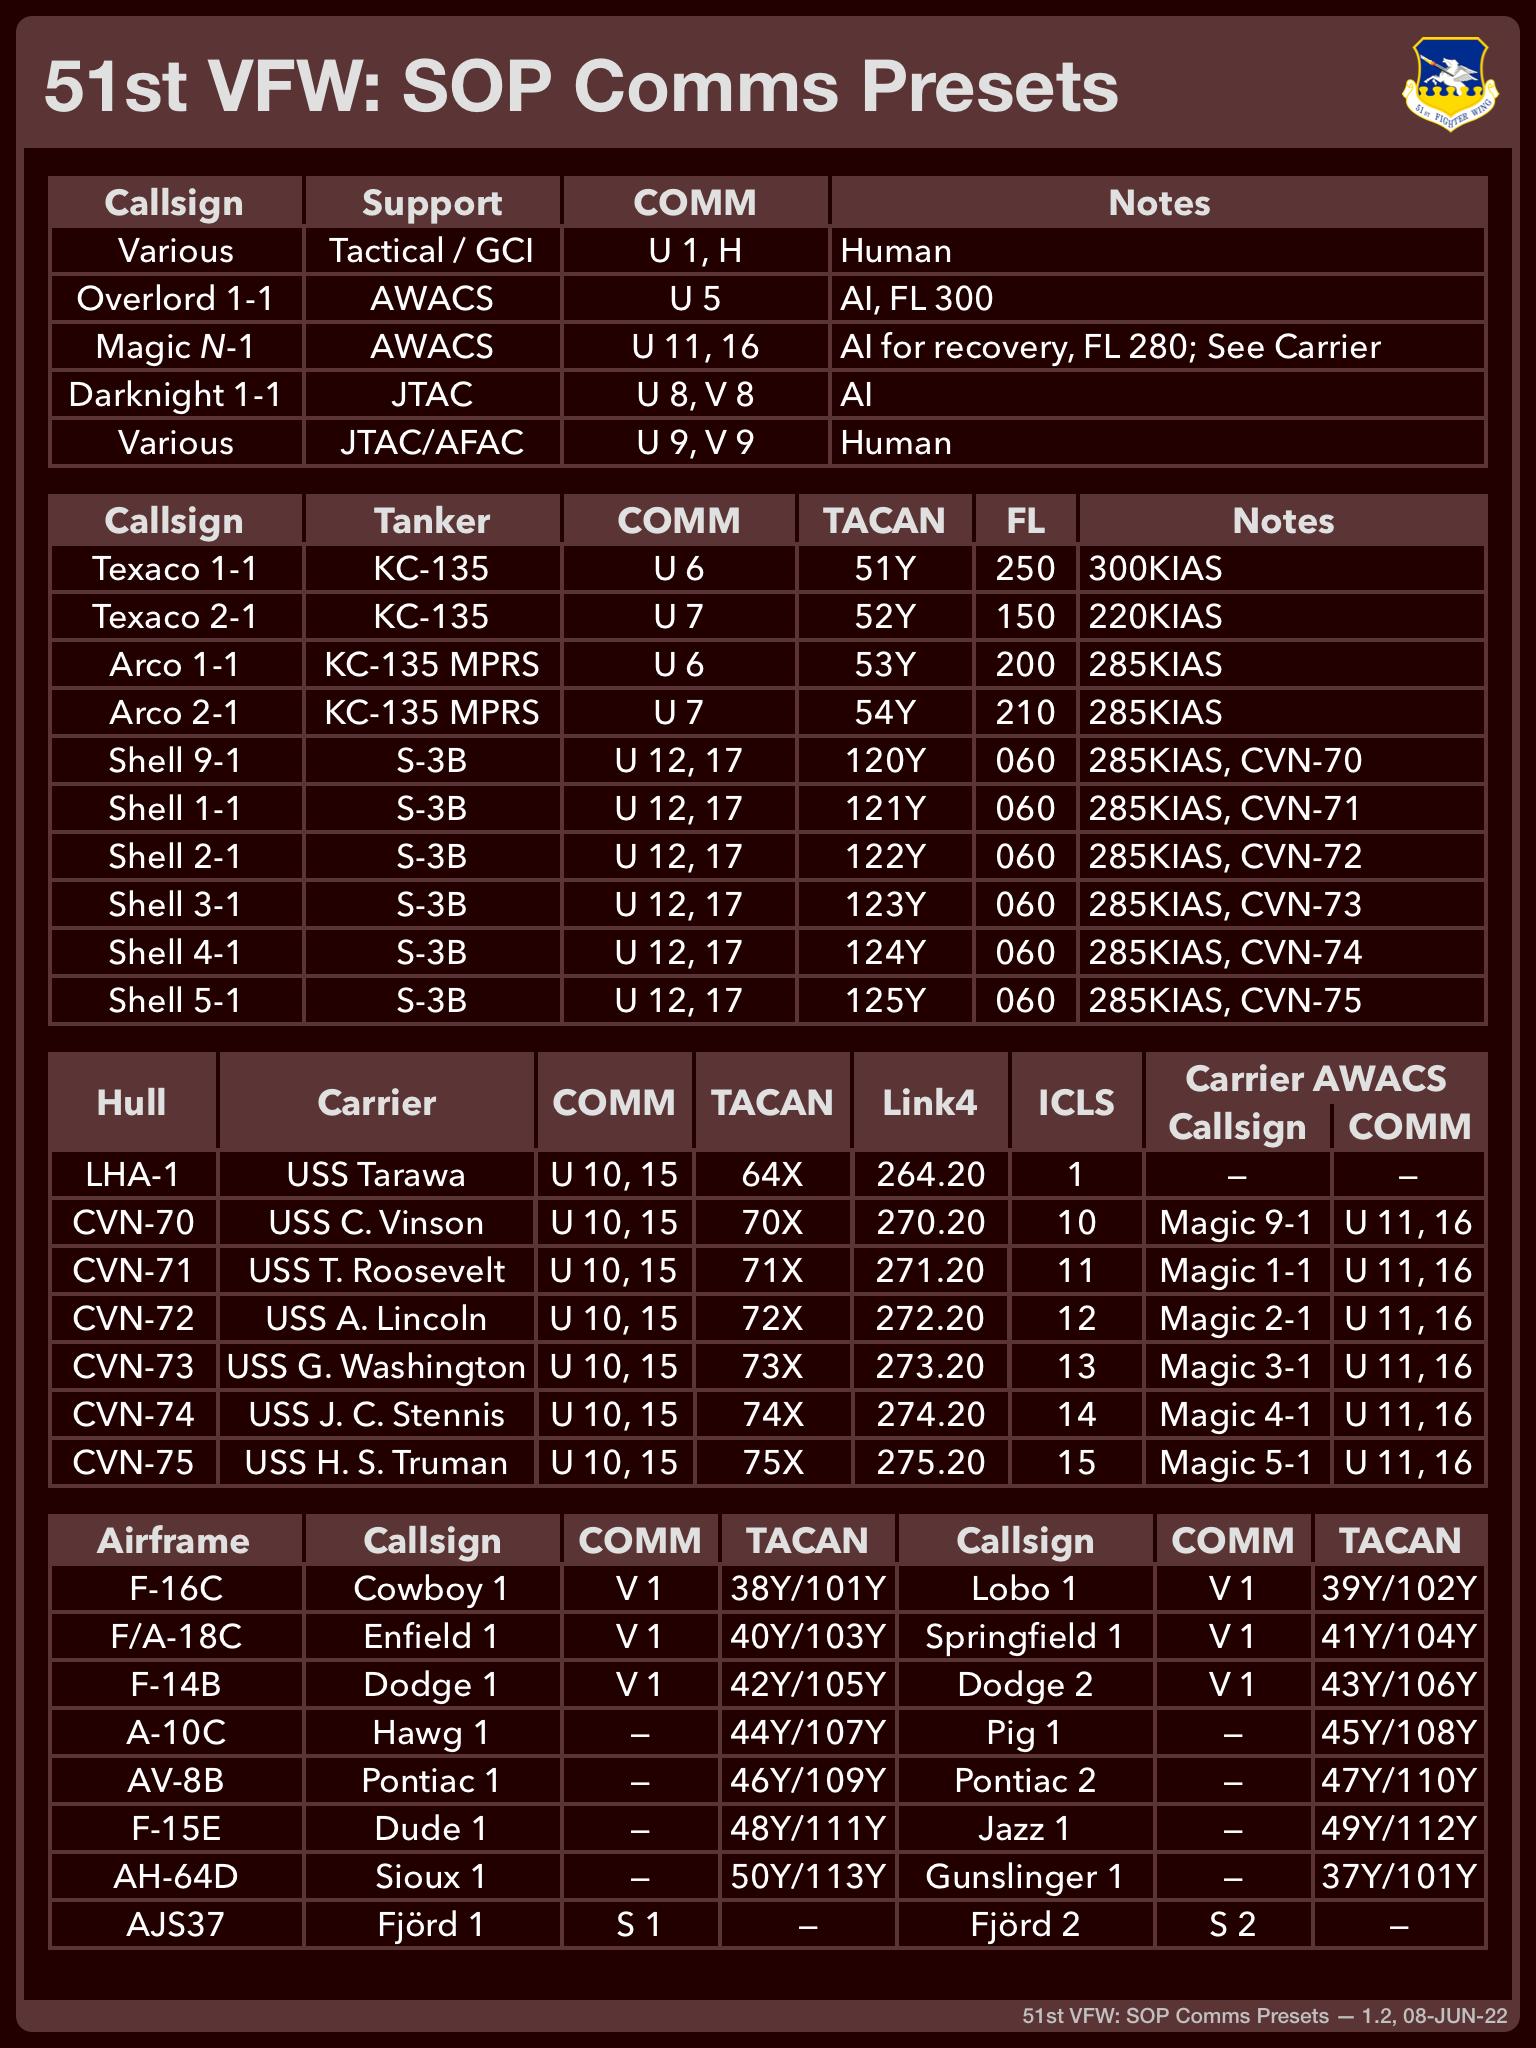 51st VFW: SOP Comms Presets
51st FIGHTER WING
Callsign Support COMM Notes
Various Tactical / GCI U 1, H Human
Overlord 1-1 AWACS U 5 AI, FL 300
Magic N-1 AWACS U 11, 16 AI for recovery, FL 280; See Carrier
Darknight 1-1 JTAC U 8, V 8 AI
Various JTAC/AFAC U 9, V 9 Human
Callsign Tanker COMM TACAN FL Notes
Texaco 1-1 KC-135 U 6 51Y 250 300KIAS
Texaco 2-1 KC-135 U 7 52Y 150 220KIAS
Arco 1-1 KC-135 MPRS U 6 53Y 200 285KIAS
Arco 2-1 KC-135 MPRS U 7 54Y 210 285KIAS
Shell 9-1 S-3B U 12, 17 120Y 060 285KIAS, CVN-70
Shell 1-1 S-3B U 12, 17 121Y 060 285KIAS, CVN-71
Shell 2-1 S-3B U 12, 17 122Y 060 285KIAS, CVN-72
Shell 3-1 S-3B U 12, 17 123Y 060 285KIAS, CVN-73
Shell 4-1 S-3B U 12, 17 124Y 060 285KIAS, CVN-74
Shell 5-1 S-3B U 12, 17 125Y 060 285KIAS, CVN-75
Hull Carrier COMM TACAN Link4 ICLS Carrier AWACS
Callsign COMM
LHA-1 USS Tarawa U 10, 15 64X 264.20 1 – –
CVN-70 USS C. Vinson U 10, 15 70X 270.20 10 Magic 9-1 U 11, 16
CVN-71 USS T. Roosevelt U 10, 15 71X 271.20 11 Magic 1-1 U 11, 16
CVN-72 USS A. Lincoln U 10, 15 72X 272.20 12 Magic 2-1 U 11, 16
CVN-73 USS G. Washington U 10, 15 73X 273.20 13 Magic 3-1 U 11, 16
CVN-74 USS J. C. Stennis U 10, 15 74X 274.20 14 Magic 4-1 U 11, 16
CVN-75 USS H. S. Truman U 10, 15 75X 275.20 15 Magic 5-1 U 11, 16
Airframe Callsign COMM TACAN Callsign COMM TACAN
F-16C Cowboy 1 V 1 38Y/101Y Lobo 1 V 1 39Y/102Y
F/A-18C Enfield 1 V 1 40Y/103Y Springfield 1 V 1 41Y/104Y
F-14B Dodge 1 V 1 42Y/105Y Dodge 2 V 1 43Y/106Y
A-10C Hawg 1 – 44Y/107Y Pig 1 – 45Y/108Y
AV-8B Pontiac 1 – 46Y/109Y Pontiac 2 – 47Y/110Y
F-15E Dude 1 – 48Y/111Y Jazz 1 – 49Y/112Y
AH-64D Sioux 1 – 50Y/113Y Gunslinger 1 – 37Y/101Y
AJS37 Fjörd 1 S 1 – Fjörd 2 S 2 –
51st VFW: SOP Comms Presets — 1.2, 08-JUN-22